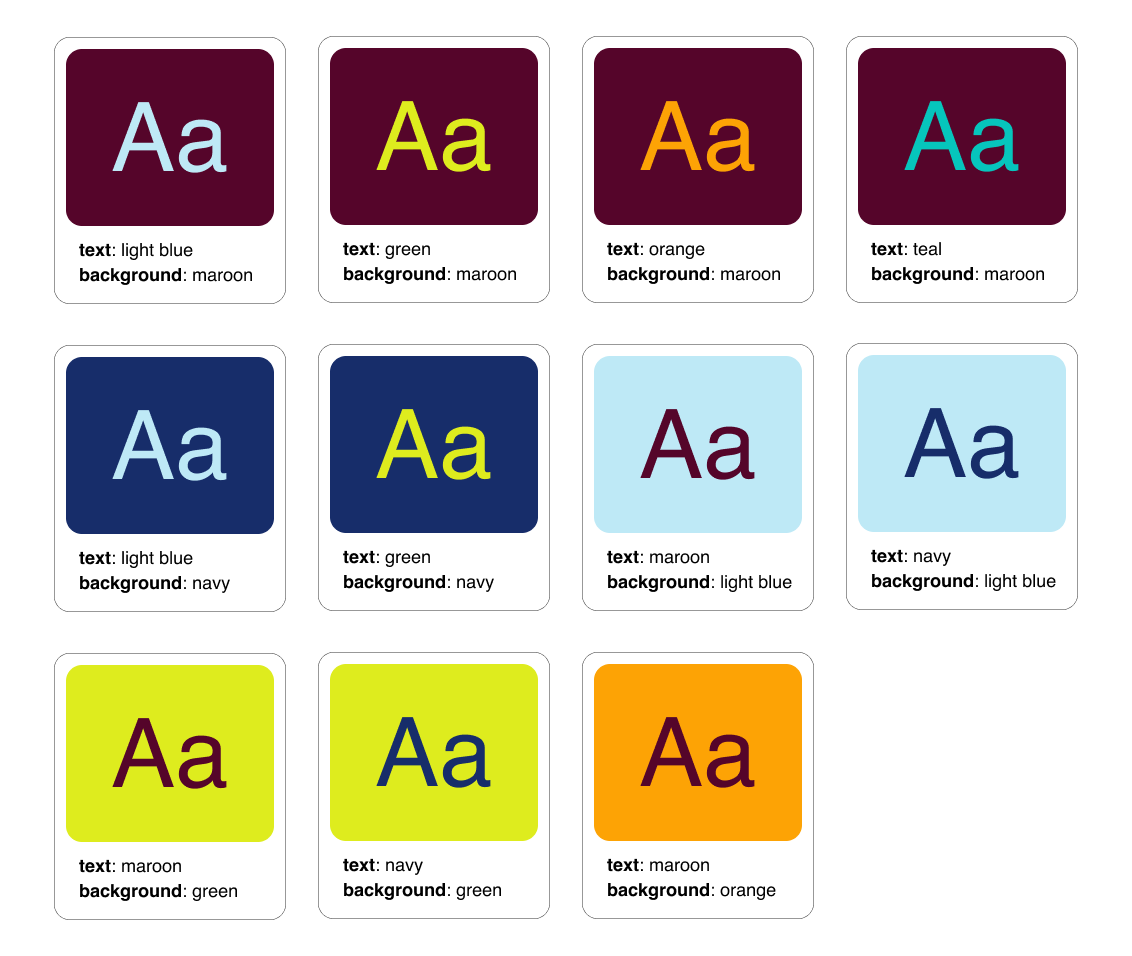 Aa
text: light blue
background: maroon
Aa
text: green
background: maroon
Aa
text: orange
background: maroon
Aa
text: teal
background: maroon
Aa
text: light blue
background: navy
Aa
text: green
background: navy
Aa
text: maroon
background: light blue
Aa
text: navy
background: light blue
Aa
text: maroon
background: green
Aa
text: navy
background: green
Aa
text: maroon
background: orange